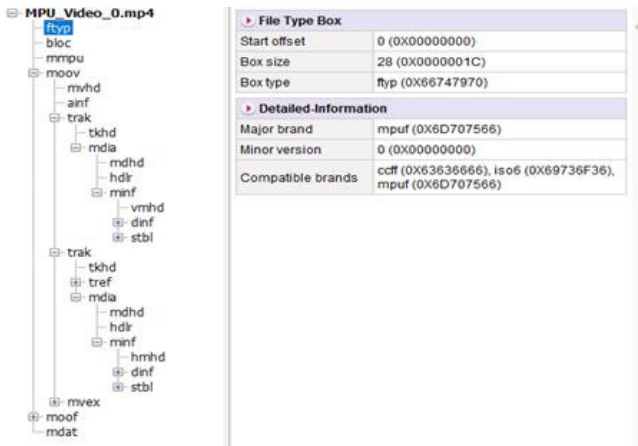 MPU_Video_0.mp4
ftyp
bloc
mmpu
moov
mvhd
ainf
trak
tkhd
mdia
mdhd
hdlr
minf
vmhd
dinf
stbl
trak
tkhd
tref
mdia
mdhd
hdlr
minf
hmhd
dinf
stbl
mvex
moof
mdat
File Type Box
Start offset 0 (0X00000000)
Box size 28 (0X0000001C)
Box type ftyp (0X66747970)
Detailed-Information
Major brand mpuf (0X6D707566)
Minor version 0 (0X00000000)
Compatible brands ccff (0X63636666), iso6 (0X69736F36),
mpuf (0X6D707566)